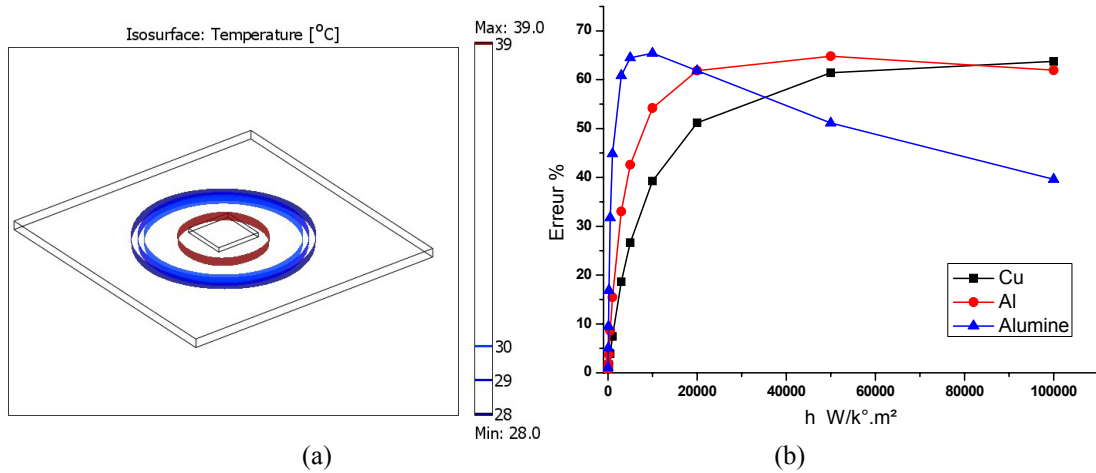 Isosurface: Temperature [°C]
Max: 39.0
39
30
29
28
Min: 28.0
(a)
Erreur %
70
60
50
40
30
20
10
0
0 20000 40000 60000 80000 100000
h W/k°.m²
Cu
Al
Alumine
(b)